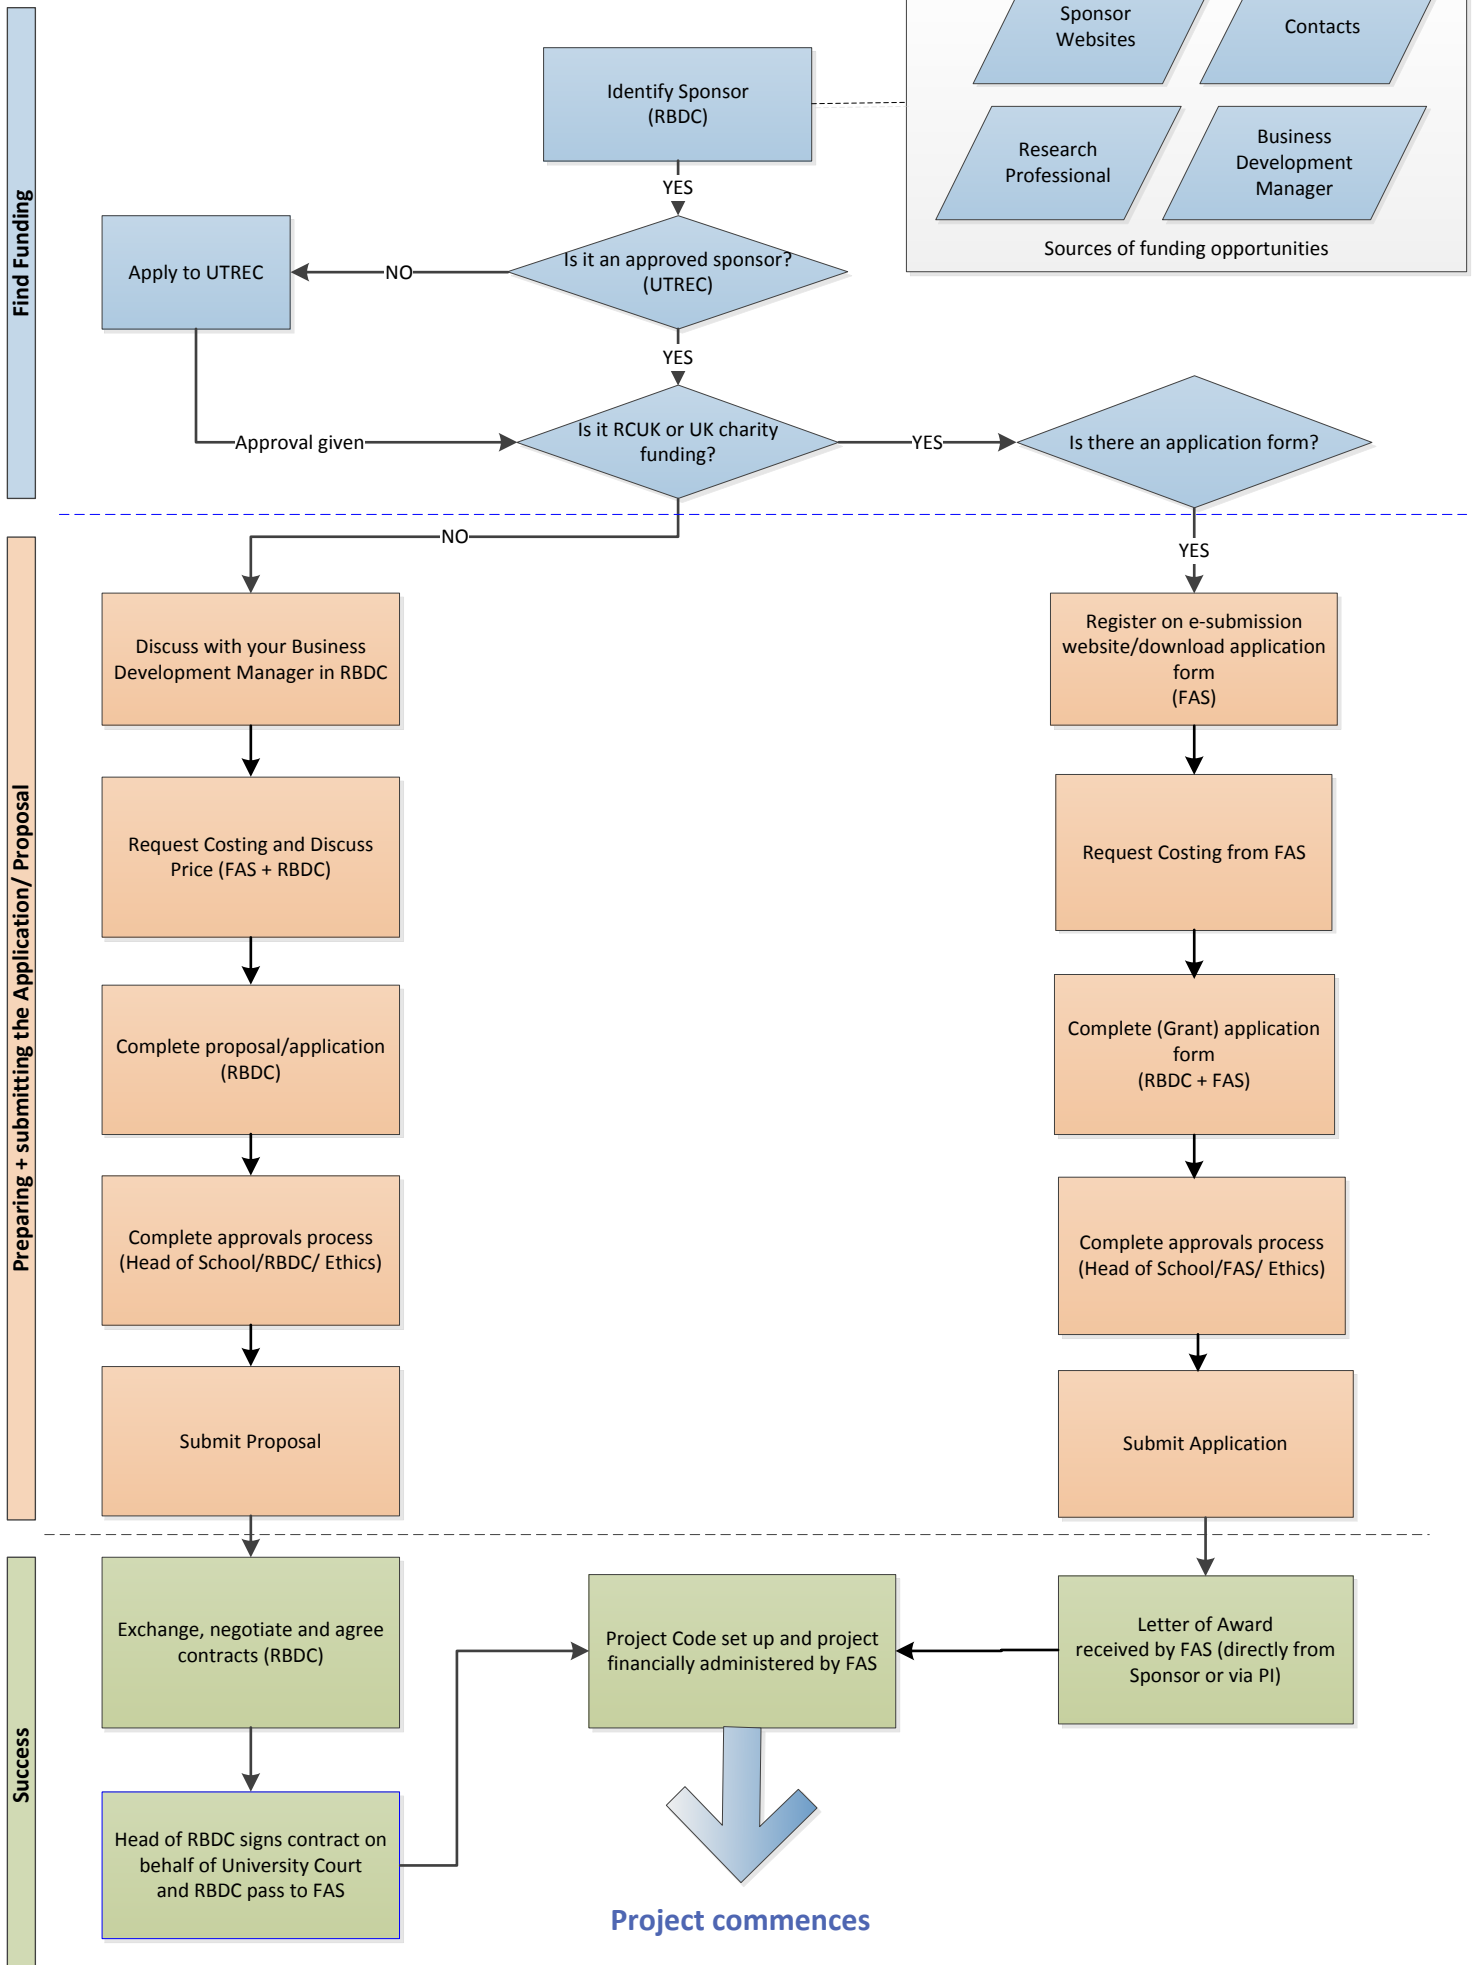 Sponsor
Websites
Contacts
Identify Sponsor
(RBDC)
Research
Professional
Business
Development
Manager
Sources of funding opportunities
YES
Find Funding
Apply to UTREC
NO
Is it an approved sponsor?
(UTREC)
YES
Approval given
Is it RCUK or UK charity
funding?
YES
Is there an application form?
NO
YES
Preparing + submitting the Application/ Proposal
Discuss with your Business
Development Manager in RBDC
Register on e-submission
website/download application
form
(FAS)
Request Costing and Discuss
Price (FAS + RBDC)
Request Costing from FAS
Complete proposal/application
(RBDC)
Complete (Grant) application
form
(RBDC + FAS)
Complete approvals process
(Head of School/RBDC/ Ethics)
Complete approvals process
(Head of School/FAS/ Ethics)
Submit Proposal
Submit Application
Success
Exchange, negotiate and agree
contracts (RBDC)
Project Code set up and project
financially administered by FAS
Letter of Award
received by FAS (directly from
Sponsor or via PI)
Head of RBDC signs contract on
behalf of University Court
and RBDC pass to FAS
Project commences